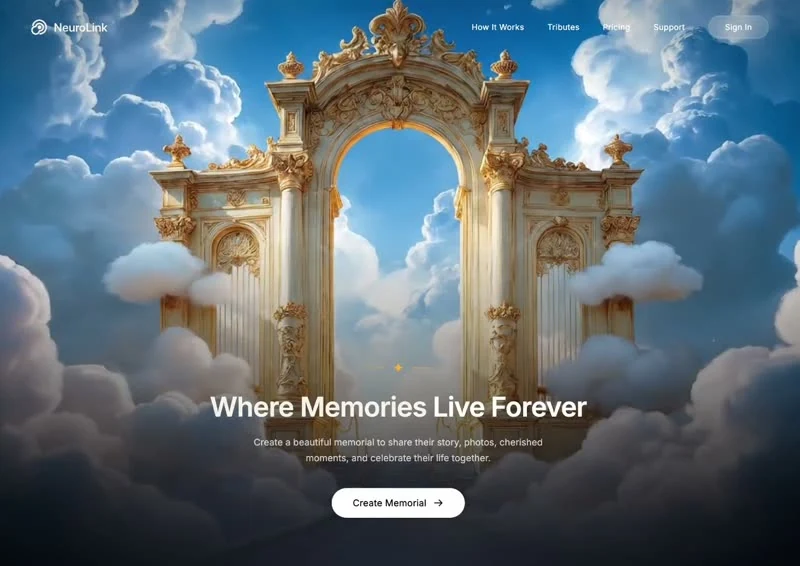 NeuroLink
How It Works
Tributes
Pricing
Support
Sign In
Where Memories Live Forever
Create a beautiful memorial to share their story, photos, cherished
moments, and celebrate their life together.
Create Memorial →